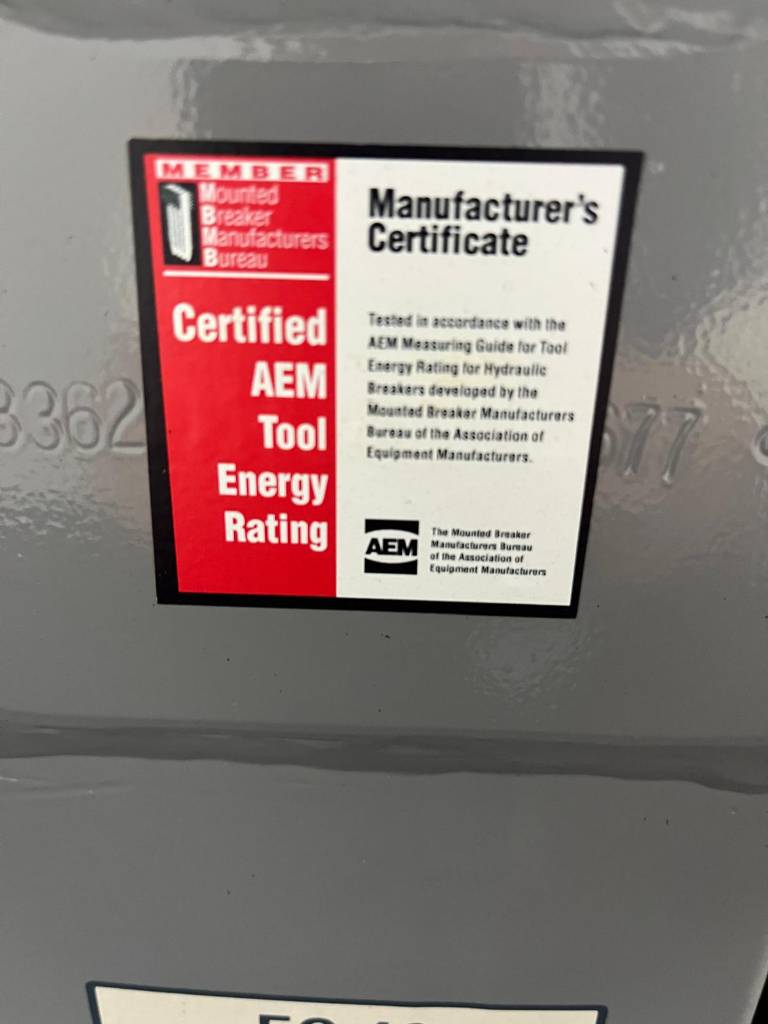 MEMBER
Mounted
Breaker
Manufacturers
Bureau
Certified
AEM
Tool
Energy
Rating
Manufacturer's
Certificate
Tested in accordance with the
AEM Measuring Guide for Tool
Energy Rating for Hydraulic
Breakers developed by the
Mounted Breaker Manufacturers
Bureau of the Association of
Equipment Manufacturers.
AEM
The Mounted Breaker
Manufacturers Bureau
of the Association of
Equipment Manufacturers
3362
577